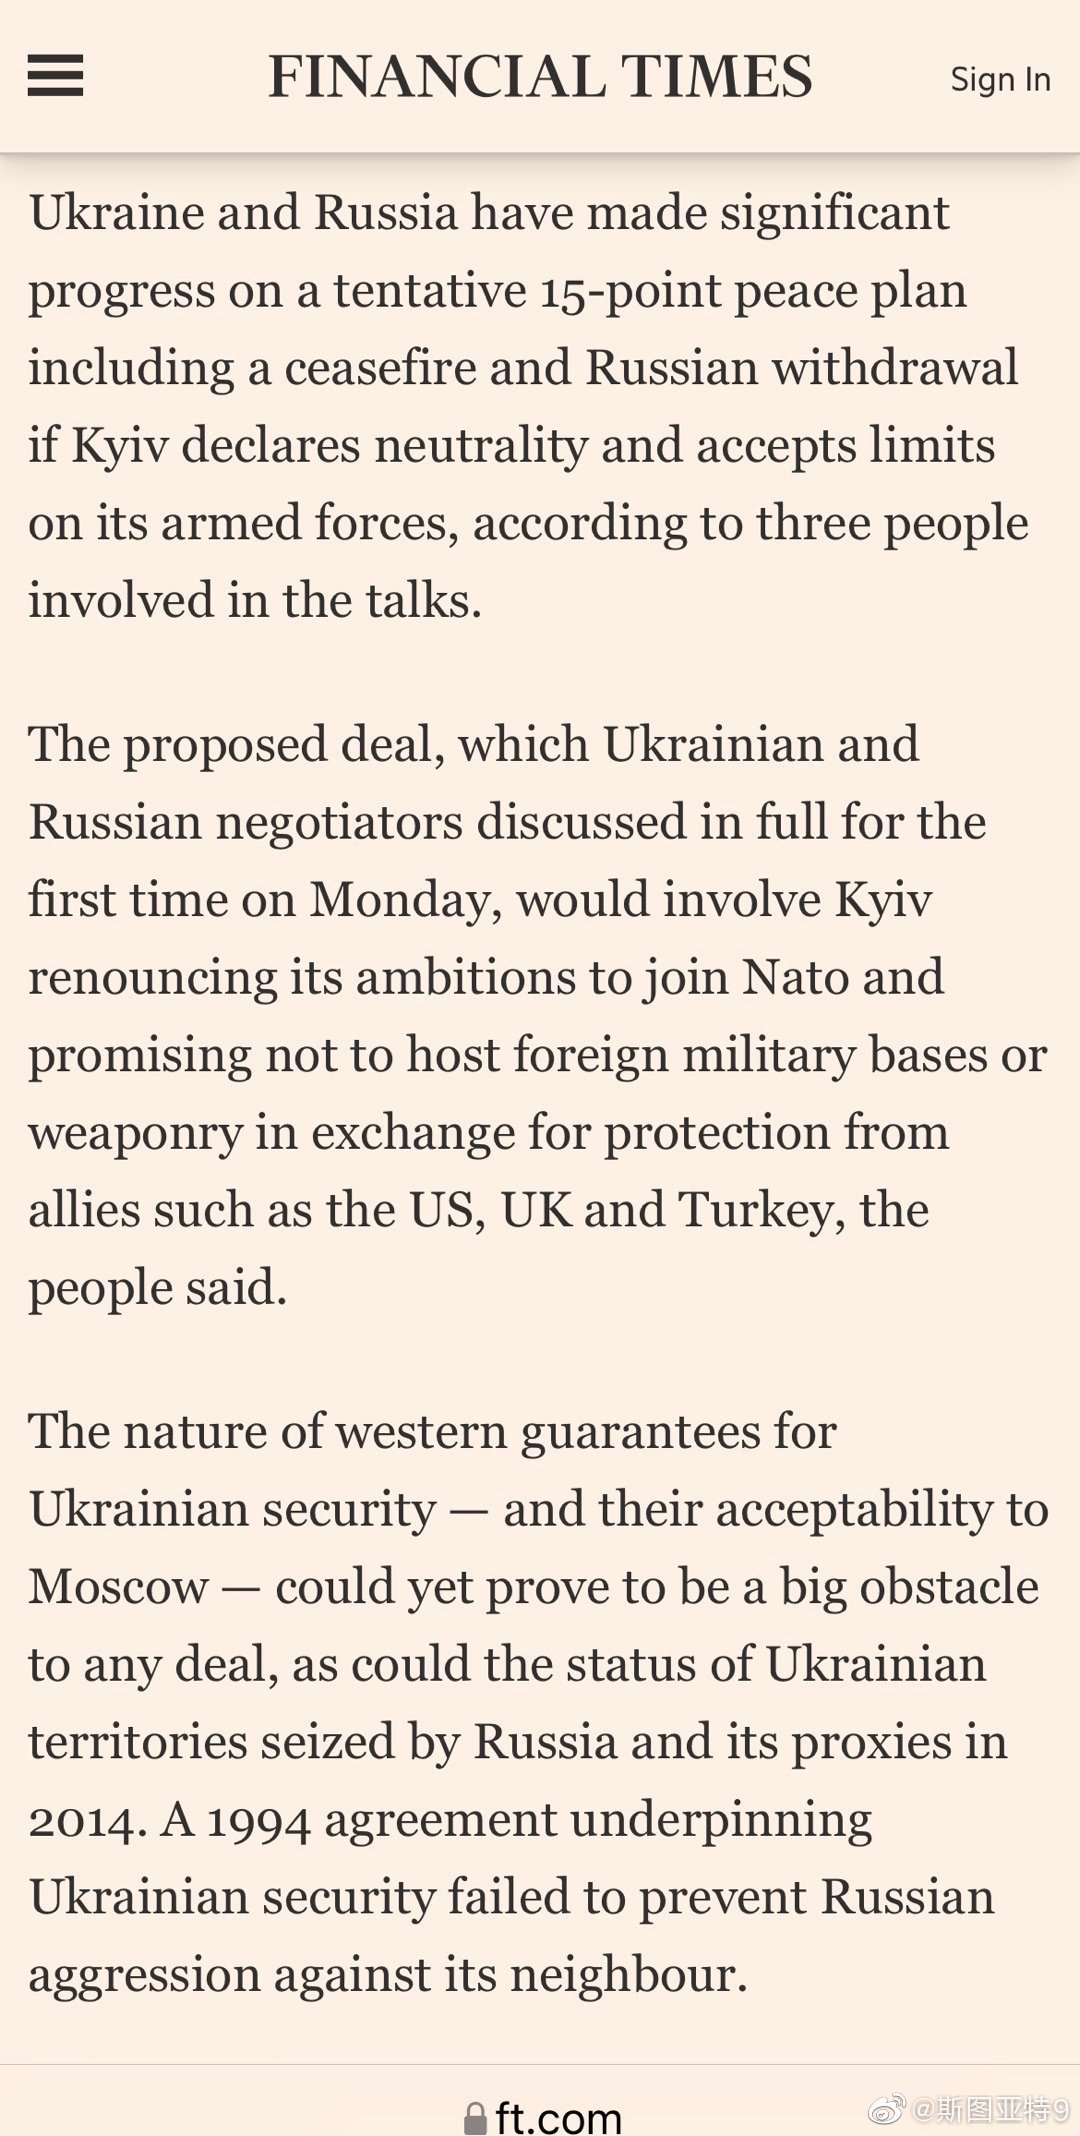 FINANCIAL TIMES
Sign In
Ukraine and Russia have made significant
progress on a tentative 15-point peace plan
including a ceasefire and Russian withdrawal
if Kyiv declares neutrality and accepts limits
on its armed forces, according to three people
involved in the talks.
The proposed deal, which Ukrainian and
Russian negotiators discussed in full for the
first time on Monday, would involve Kyiv
renouncing its ambitions to join Nato and
promising not to host foreign military bases or
weaponry in exchange for protection from
allies such as the US, UK and Turkey, the
people said.
The nature of western guarantees for
Ukrainian security — and their acceptability to
Moscow — could yet prove to be a big obstacle
to any deal, as could the status of Ukrainian
territories seized by Russia and its proxies in
2014. A 1994 agreement underpinning
Ukrainian security failed to prevent Russian
aggression against its neighbour.
ft.com
@斯图亚特9